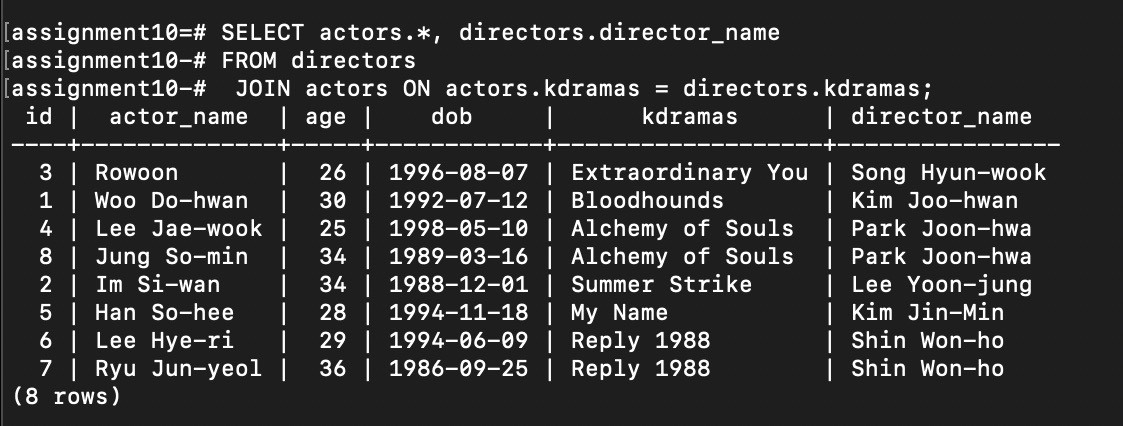 [assignment10=# SELECT actors.*, directors.director_name
[assignment10-# FROM directors
[assignment10-#  JOIN actors ON actors.kdramas = directors.kdramas;
 id |  actor_name  | age |    dob     |      kdramas      | director_name
----+--------------+-----+------------+-------------------+----------------
  3 | Rowoon       |  26 | 1996-08-07 | Extraordinary You | Song Hyun-wook
  1 | Woo Do-hwan  |  30 | 1992-07-12 | Bloodhounds       | Kim Joo-hwan
  4 | Lee Jae-wook |  25 | 1998-05-10 | Alchemy of Souls  | Park Joon-hwa
  8 | Jung So-min  |  34 | 1989-03-16 | Alchemy of Souls  | Park Joon-hwa
  2 | Im Si-wan    |  34 | 1988-12-01 | Summer Strike     | Lee Yoon-jung
  5 | Han So-hee   |  28 | 1994-11-18 | My Name           | Kim Jin-Min
  6 | Lee Hye-ri   |  29 | 1994-06-09 | Reply 1988        | Shin Won-ho
  7 | Ryu Jun-yeol |  36 | 1986-09-25 | Reply 1988        | Shin Won-ho
(8 rows)